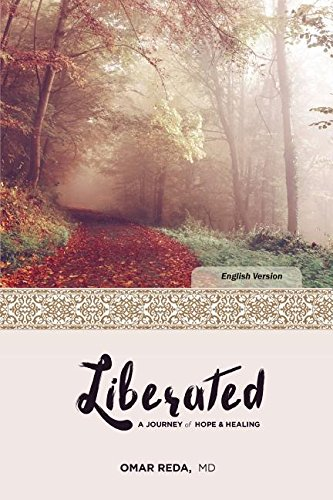 English Version
Liberated
A JOURNEY of HOPE & HEALING
OMAR REDA, MD